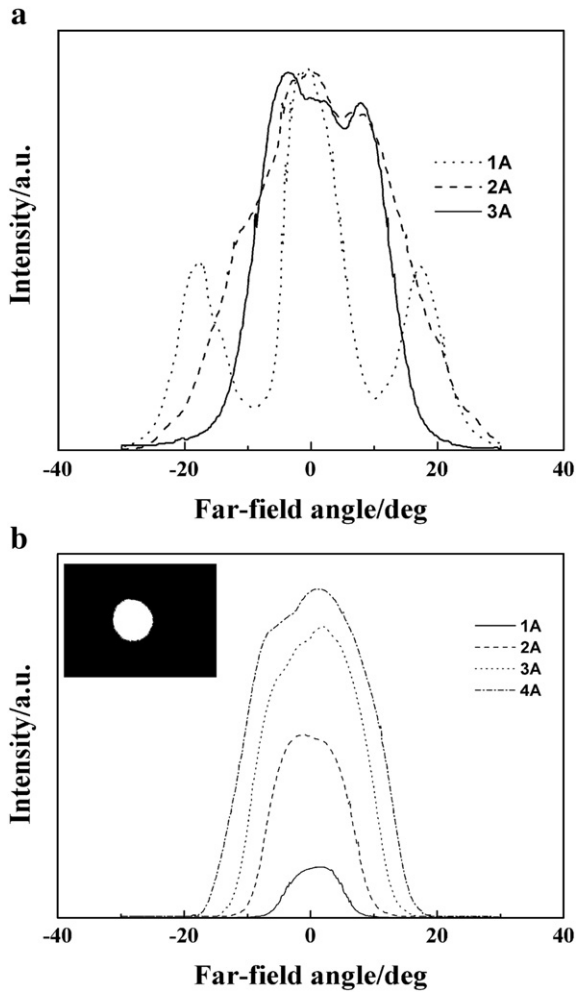 a
Intensity/a.u.
1A
2A
3A
-40
-20
0
20
40
Far-field angle/deg
b
Intensity/a.u.
1A
2A
3A
4A
-40
-20
0
20
40
Far-field angle/deg